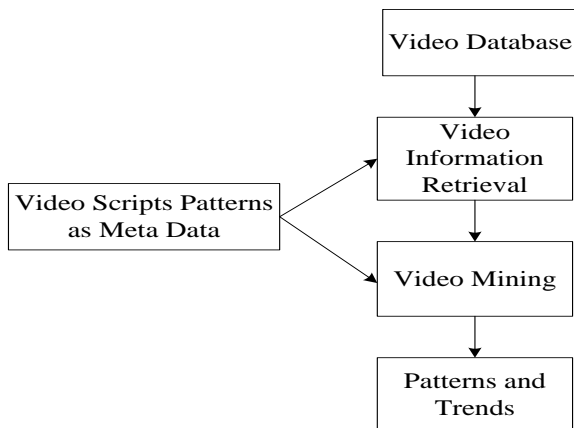 Video Database
Video
Information
Retrieval
Video Scripts Patterns
as Meta Data
Video Mining
Patterns and
Trends